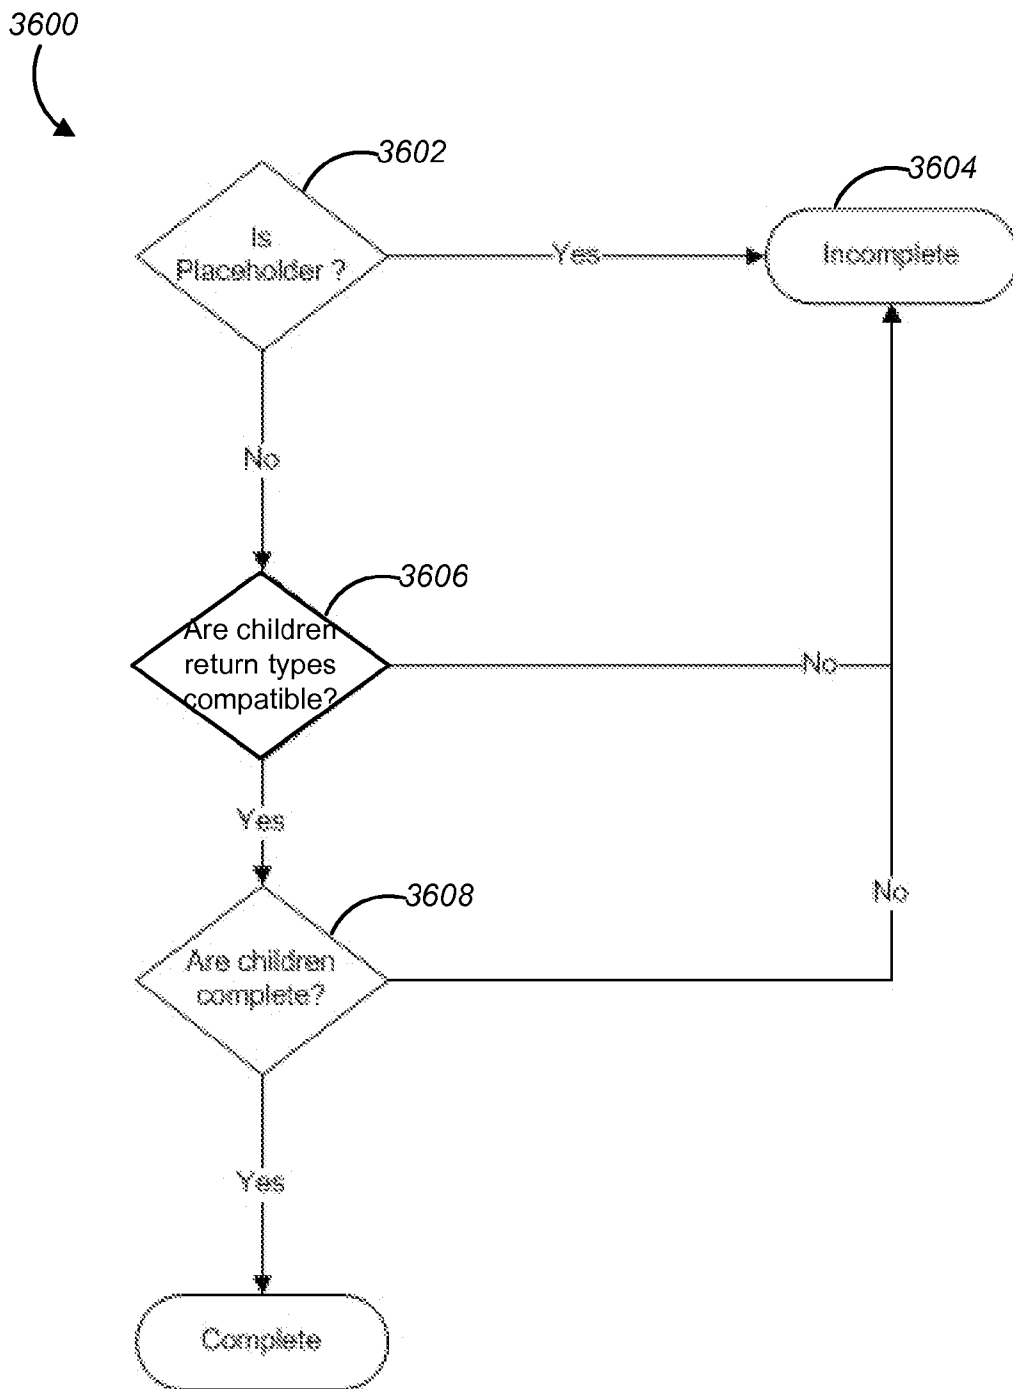 3600
3602
3604
Is
Placeholder ?
Yes
Incomplete
No
3606
Are children
return types
compatible?
No
Yes
3608
No
Are children
complete?
Yes
Complete